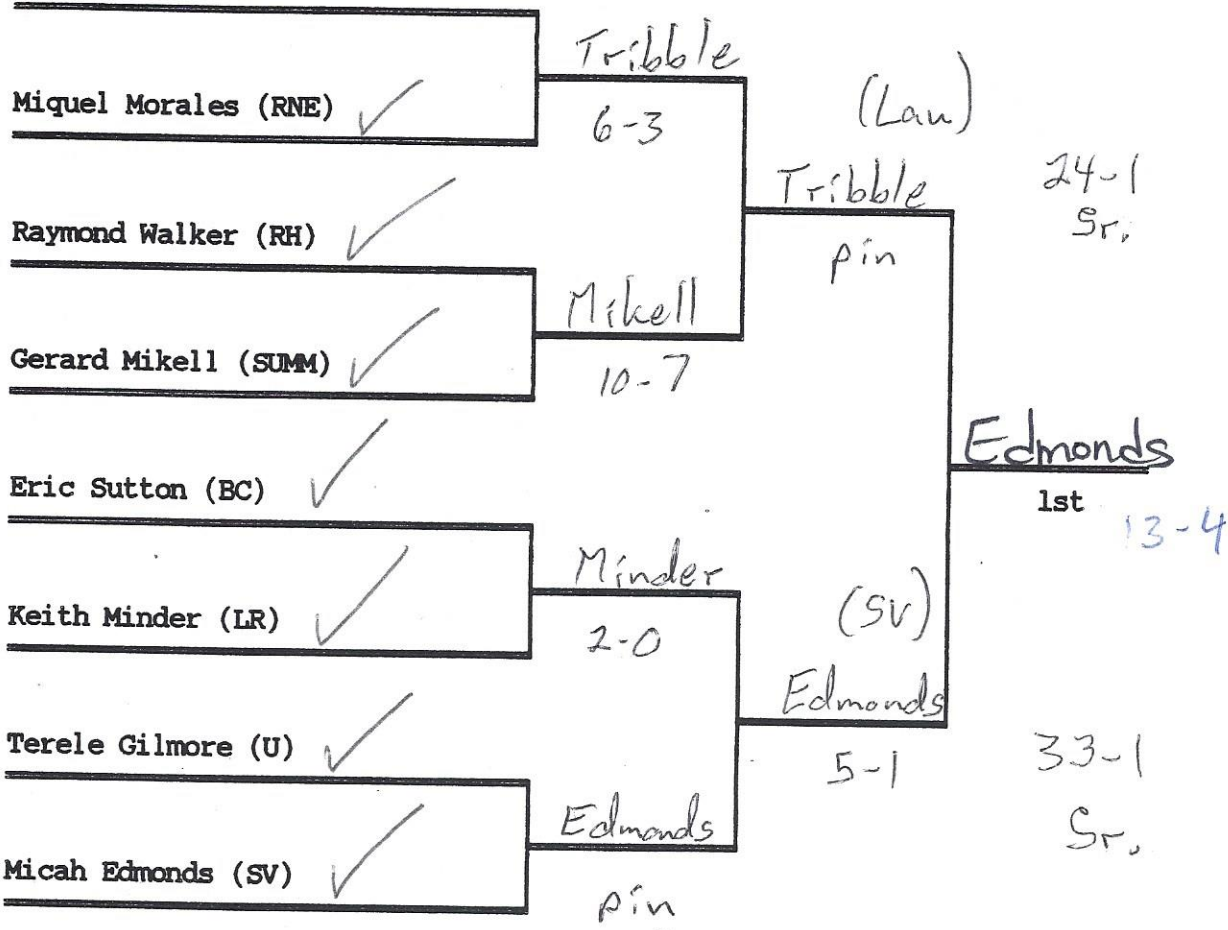 Tribble
Miquel Morales (RNE)
6-3
(Lau)
Tribble
24-1
Sr.
Raymond Walker (RH)
pin
Mikell
Gerard Mikell (SUMM)
10-7
Edmonds
Eric Sutton (BC)
1st
13-4
Minder
Keith Minder (LR)
2-0
(SV)
Edmonds
Terele Gilmore (U)
5-1
33-1
Sr.
Edmonds
Micah Edmonds (SV)
pin